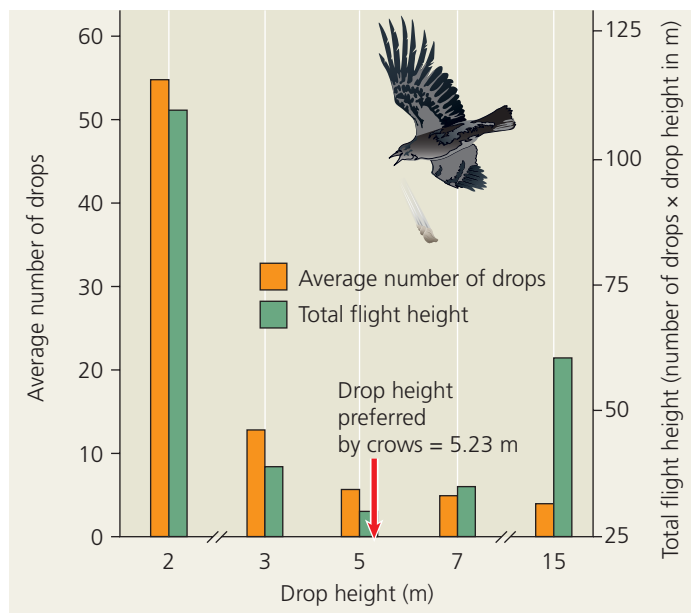 Average number of drops
60
50
40
30
20
10
0
125
100
75
50
25
Total flight height (number of drops × drop height in m)
Average number of drops
Total flight height
Drop height
preferred
by crows = 5.23 m
2
3
5
7
15
Drop height (m)